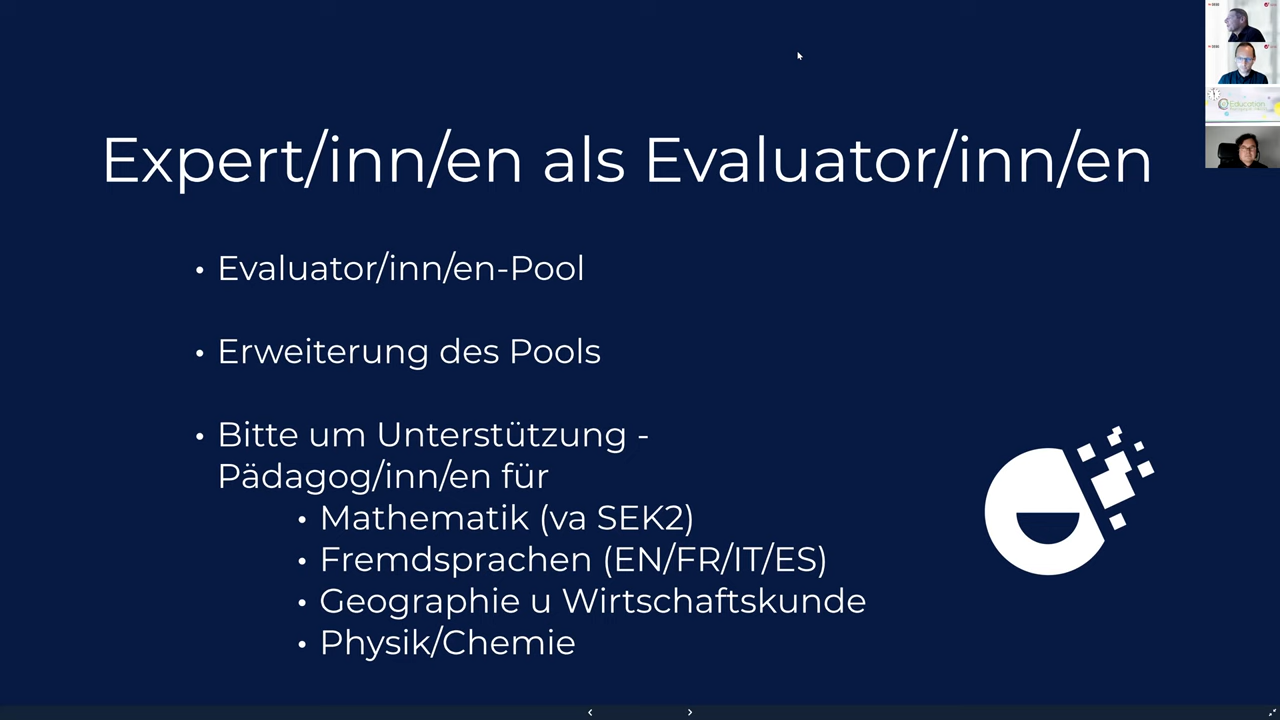 Expert/inn/en als Evaluator/inn/en
• Evaluator/inn/en-Pool
• Erweiterung des Pools
• Bitte um Unterstützung -
Pädagog/inn/en für
• Mathematik (va SEK2)
• Fremdsprachen (EN/FR/IT/ES)
• Geographie u Wirtschaftskunde
• Physik/Chemie
Education